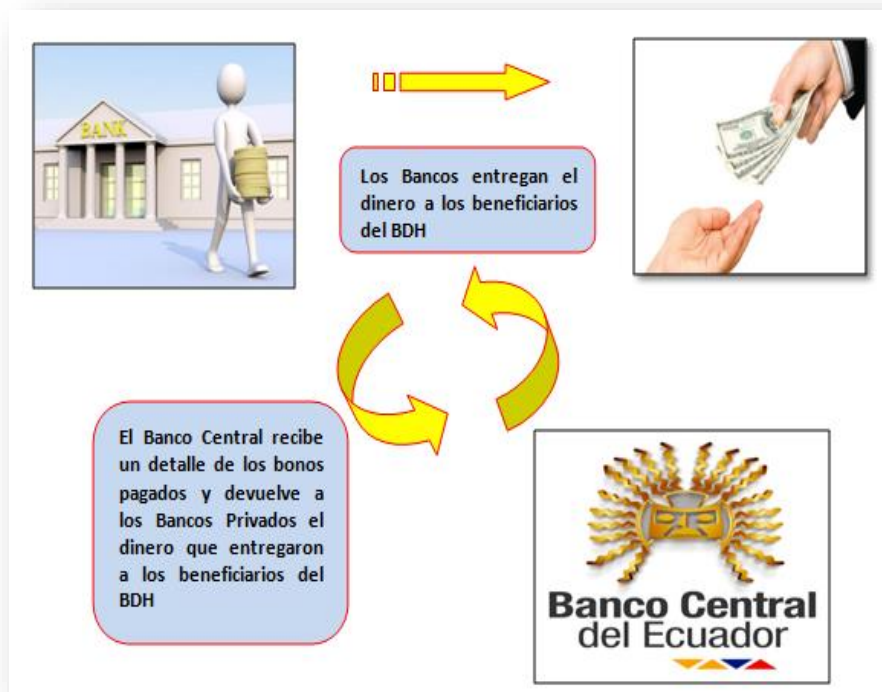 BANK
Los Bancos entregan el
dinero a los beneficiarios
del BDH
El Banco Central recibe
un detalle de los bonos
pagados y devuelve a
los Bancos Privados el
dinero que entregaron
a los beneficiarios del
BDH
Banco Central
del Ecuador